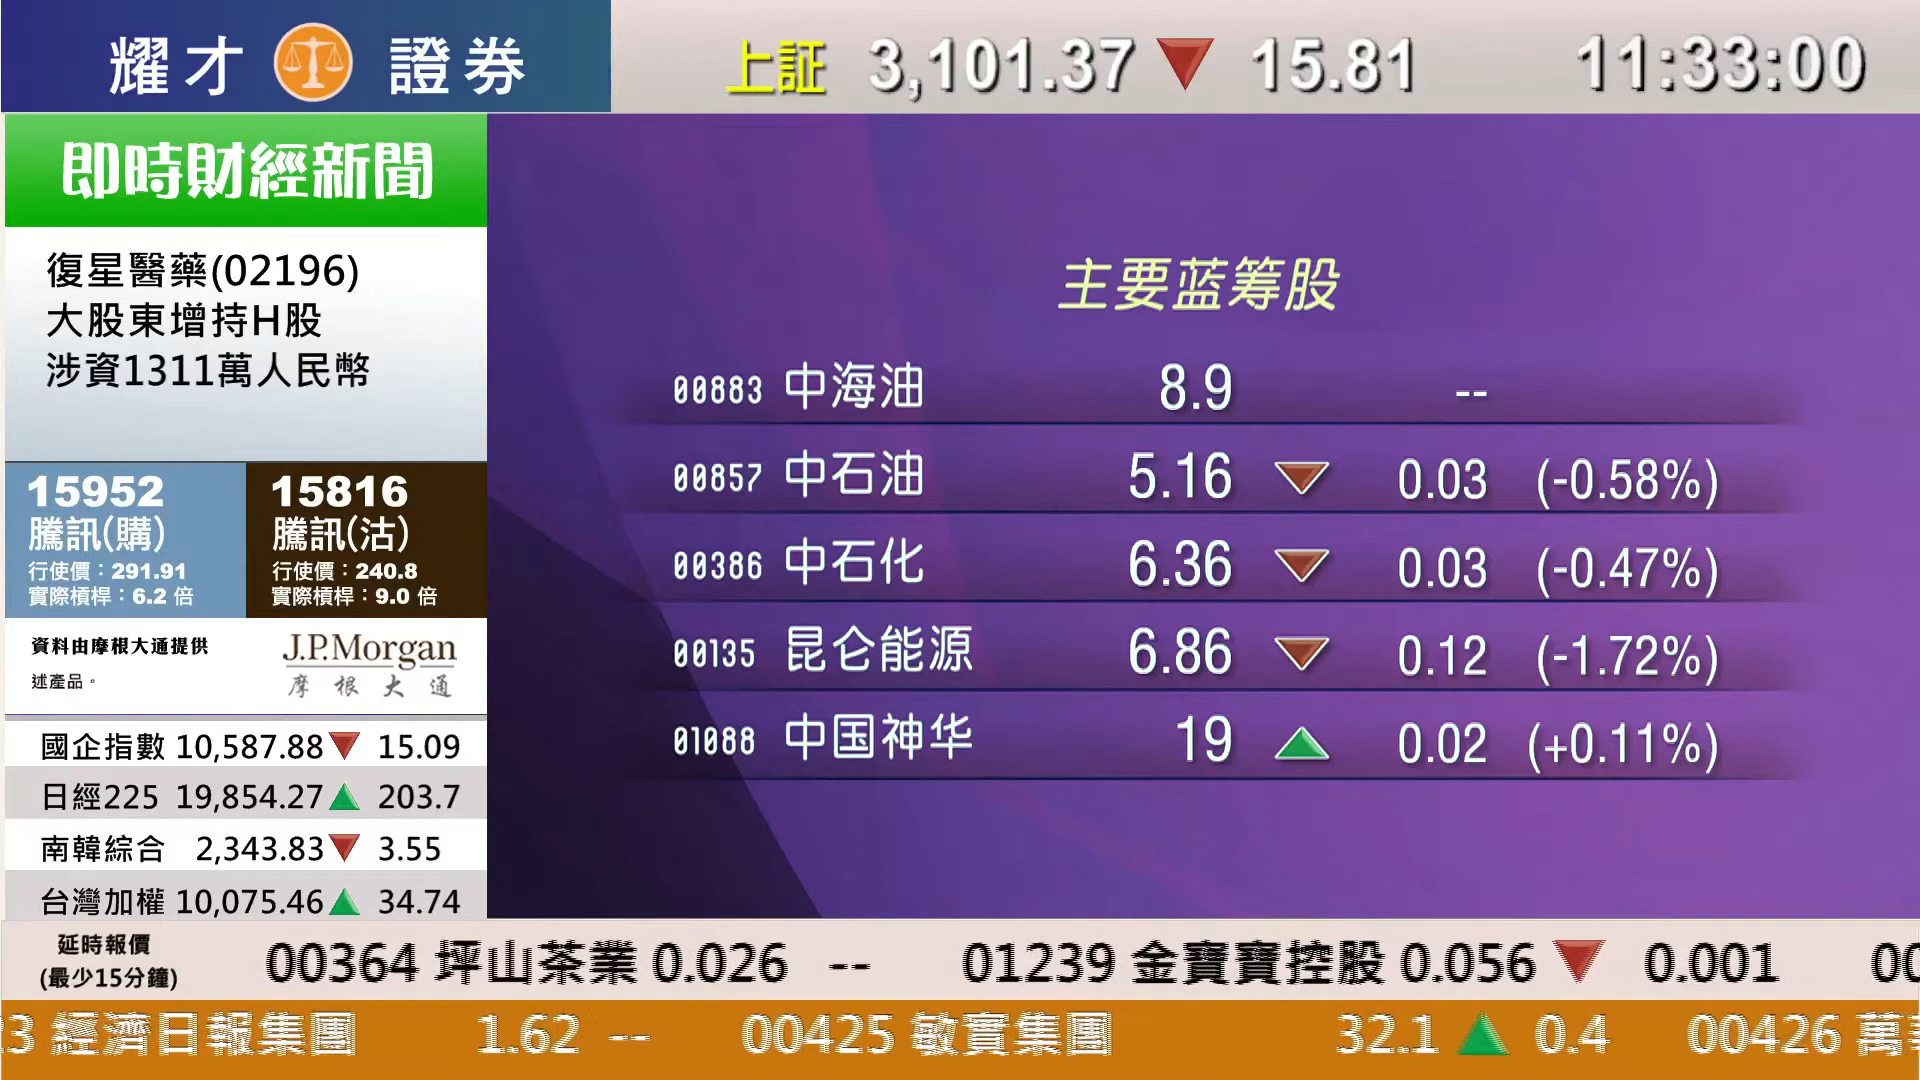 耀才 證券
上証 3,101.37 ▼ 15.81 11:33:00
即時財經新聞
復星醫藥(02196)
大股東增持H股
涉資1311萬人民幣
15952
騰訊(購)
行使價：291.91
實際槓桿：6.2 倍
15816
騰訊(沽)
行使價：240.8
實際槓桿：9.0 倍
資料由摩根大通提供
述產品。
J.P.Morgan
摩根大通
國企指數 10,587.88 ▼ 15.09
日經225 19,854.27 ▲ 203.7
南韓綜合 2,343.83 ▼ 3.55
台灣加權 10,075.46 ▲ 34.74
主要蓝筹股
00883 中海油 8.9 --
00857 中石油 5.16 ▼ 0.03 (-0.58%)
00386 中石化 6.36 ▼ 0.03 (-0.47%)
00135 昆仑能源 6.86 ▼ 0.12 (-1.72%)
01088 中国神华 19 ▲ 0.02 (+0.11%)
延時報價
(最少15分鐘)
00364 坪山茶業 0.026 -- 01239 金寶寶控股 0.056 ▼ 0.001 00
23 經濟日報集團 1.62 -- 00425 敏實集團 32.1 ▲ 0.4 00426 萬